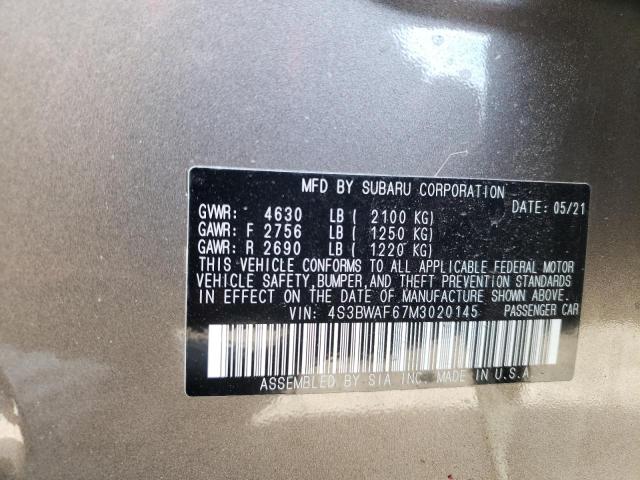 MFD BY SUBARU CORPORATION
DATE: 05/21
GVWR: 4630 LB ( 2100 KG)
GAWR: F 2756 LB ( 1250 KG)
GAWR: R 2690 LB ( 1220 KG)
THIS VEHICLE CONFORMS TO ALL APPLICABLE FEDERAL MOTOR
VEHICLE SAFETY, BUMPER, AND THEFT PREVENTION STANDARDS
IN EFFECT ON THE DATE OF MANUFACTURE SHOWN ABOVE.
VIN: 4S3BWAF67M3020145 PASSENGER CAR
ASSEMBLED BY SIA INC. MADE IN U.S.A.